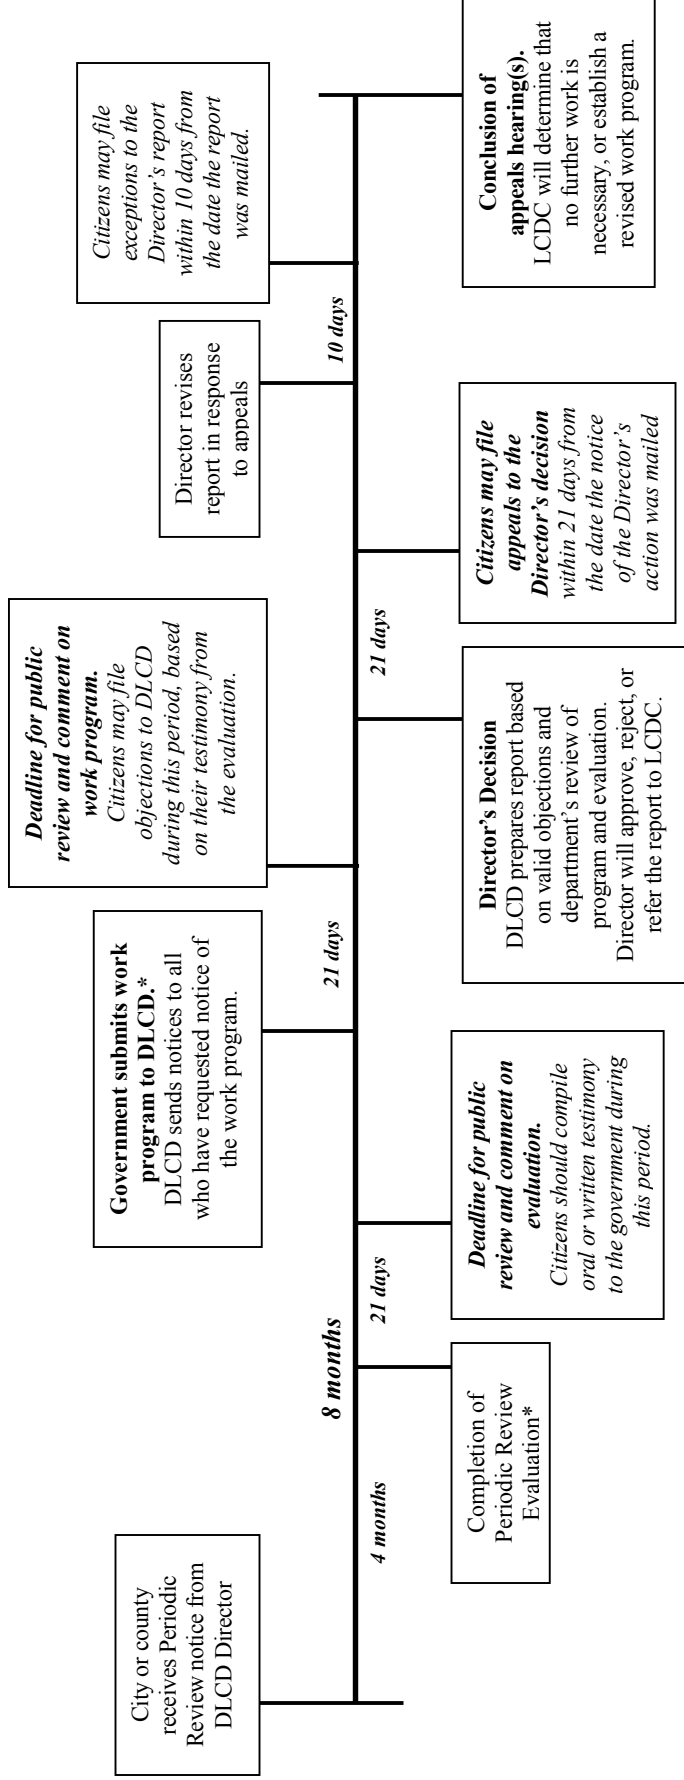 City or county
receives Periodic
Review notice from
DLCD Director
4 months
8 months
Completion of
Periodic Review
Evaluation*
21 days
Deadline for public
review and comment on
evaluation.
Citizens should compile
oral or written testimony
to the government during
this period.
Government submits work
program to DLCD.*
DLCD sends notices to all
who have requested notice of
the work program.
21 days
Deadline for public
review and comment on
work program.
Citizens may file
objections to DLCD
during this period, based
on their testimony from
the evaluation.
Director's Decision
DLCD prepares report based
on valid objections and
department's review of
program and evaluation.
Director will approve, reject, or
refer the report to LCDC.
21 days
Citizens may file
appeals to the
Director's decision
within 21 days from
the date the notice
of the Director's
action was mailed
Director revises
report in response
to appeals
10 days
Citizens may file
exceptions to the
Director's report
within 10 days from
the date the report
was mailed.
Conclusion of
appeals hearing(s).
LCDC will determine that
no further work is
necessary, or establish a
revised work program.